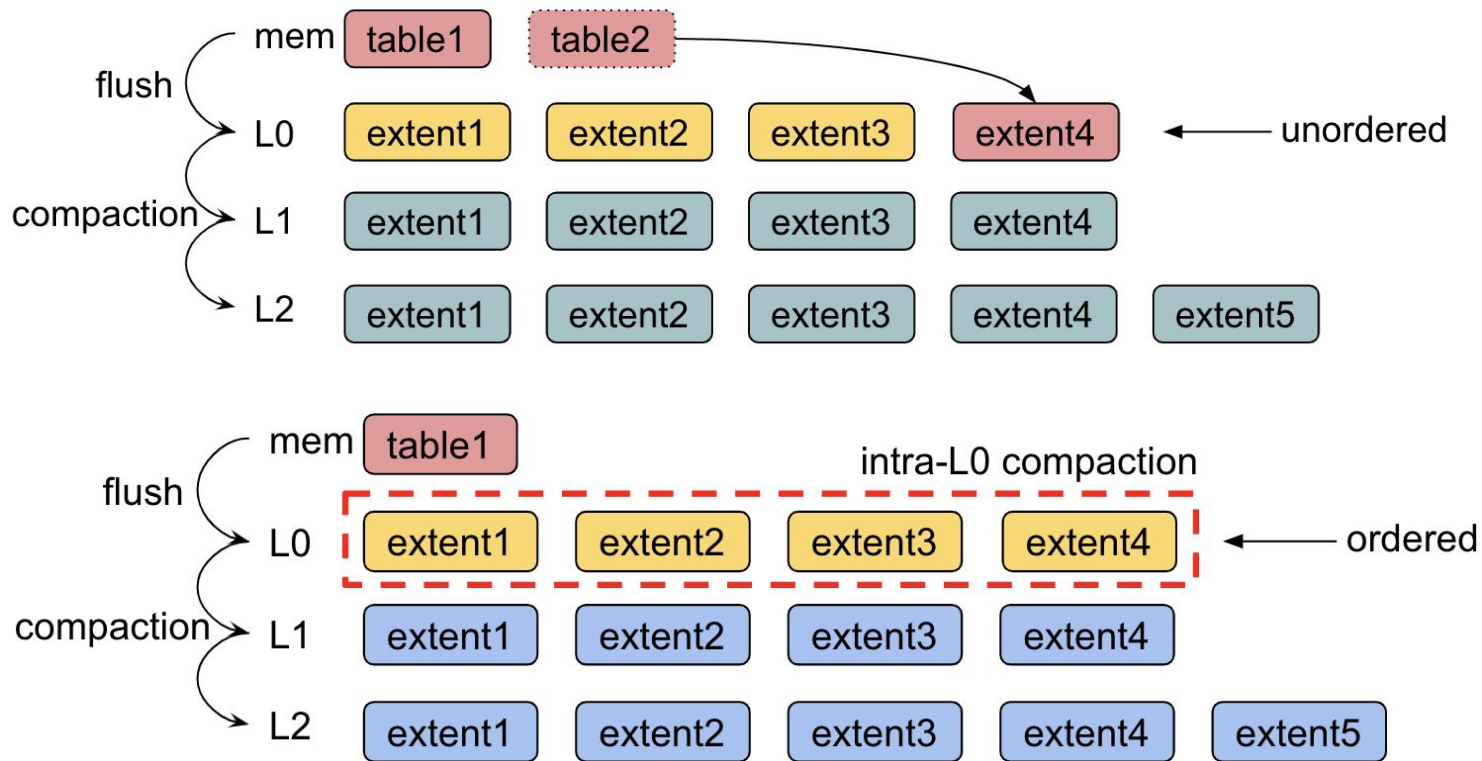 mem table1 table2
flush
L0 extent1 extent2 extent3 extent4 unordered
compaction L1 extent1 extent2 extent3 extent4
L2 extent1 extent2 extent3 extent4 extent5
mem table1
intra-L0 compaction
flush
L0 extent1 extent2 extent3 extent4 ordered
compaction L1 extent1 extent2 extent3 extent4
L2 extent1 extent2 extent3 extent4 extent5